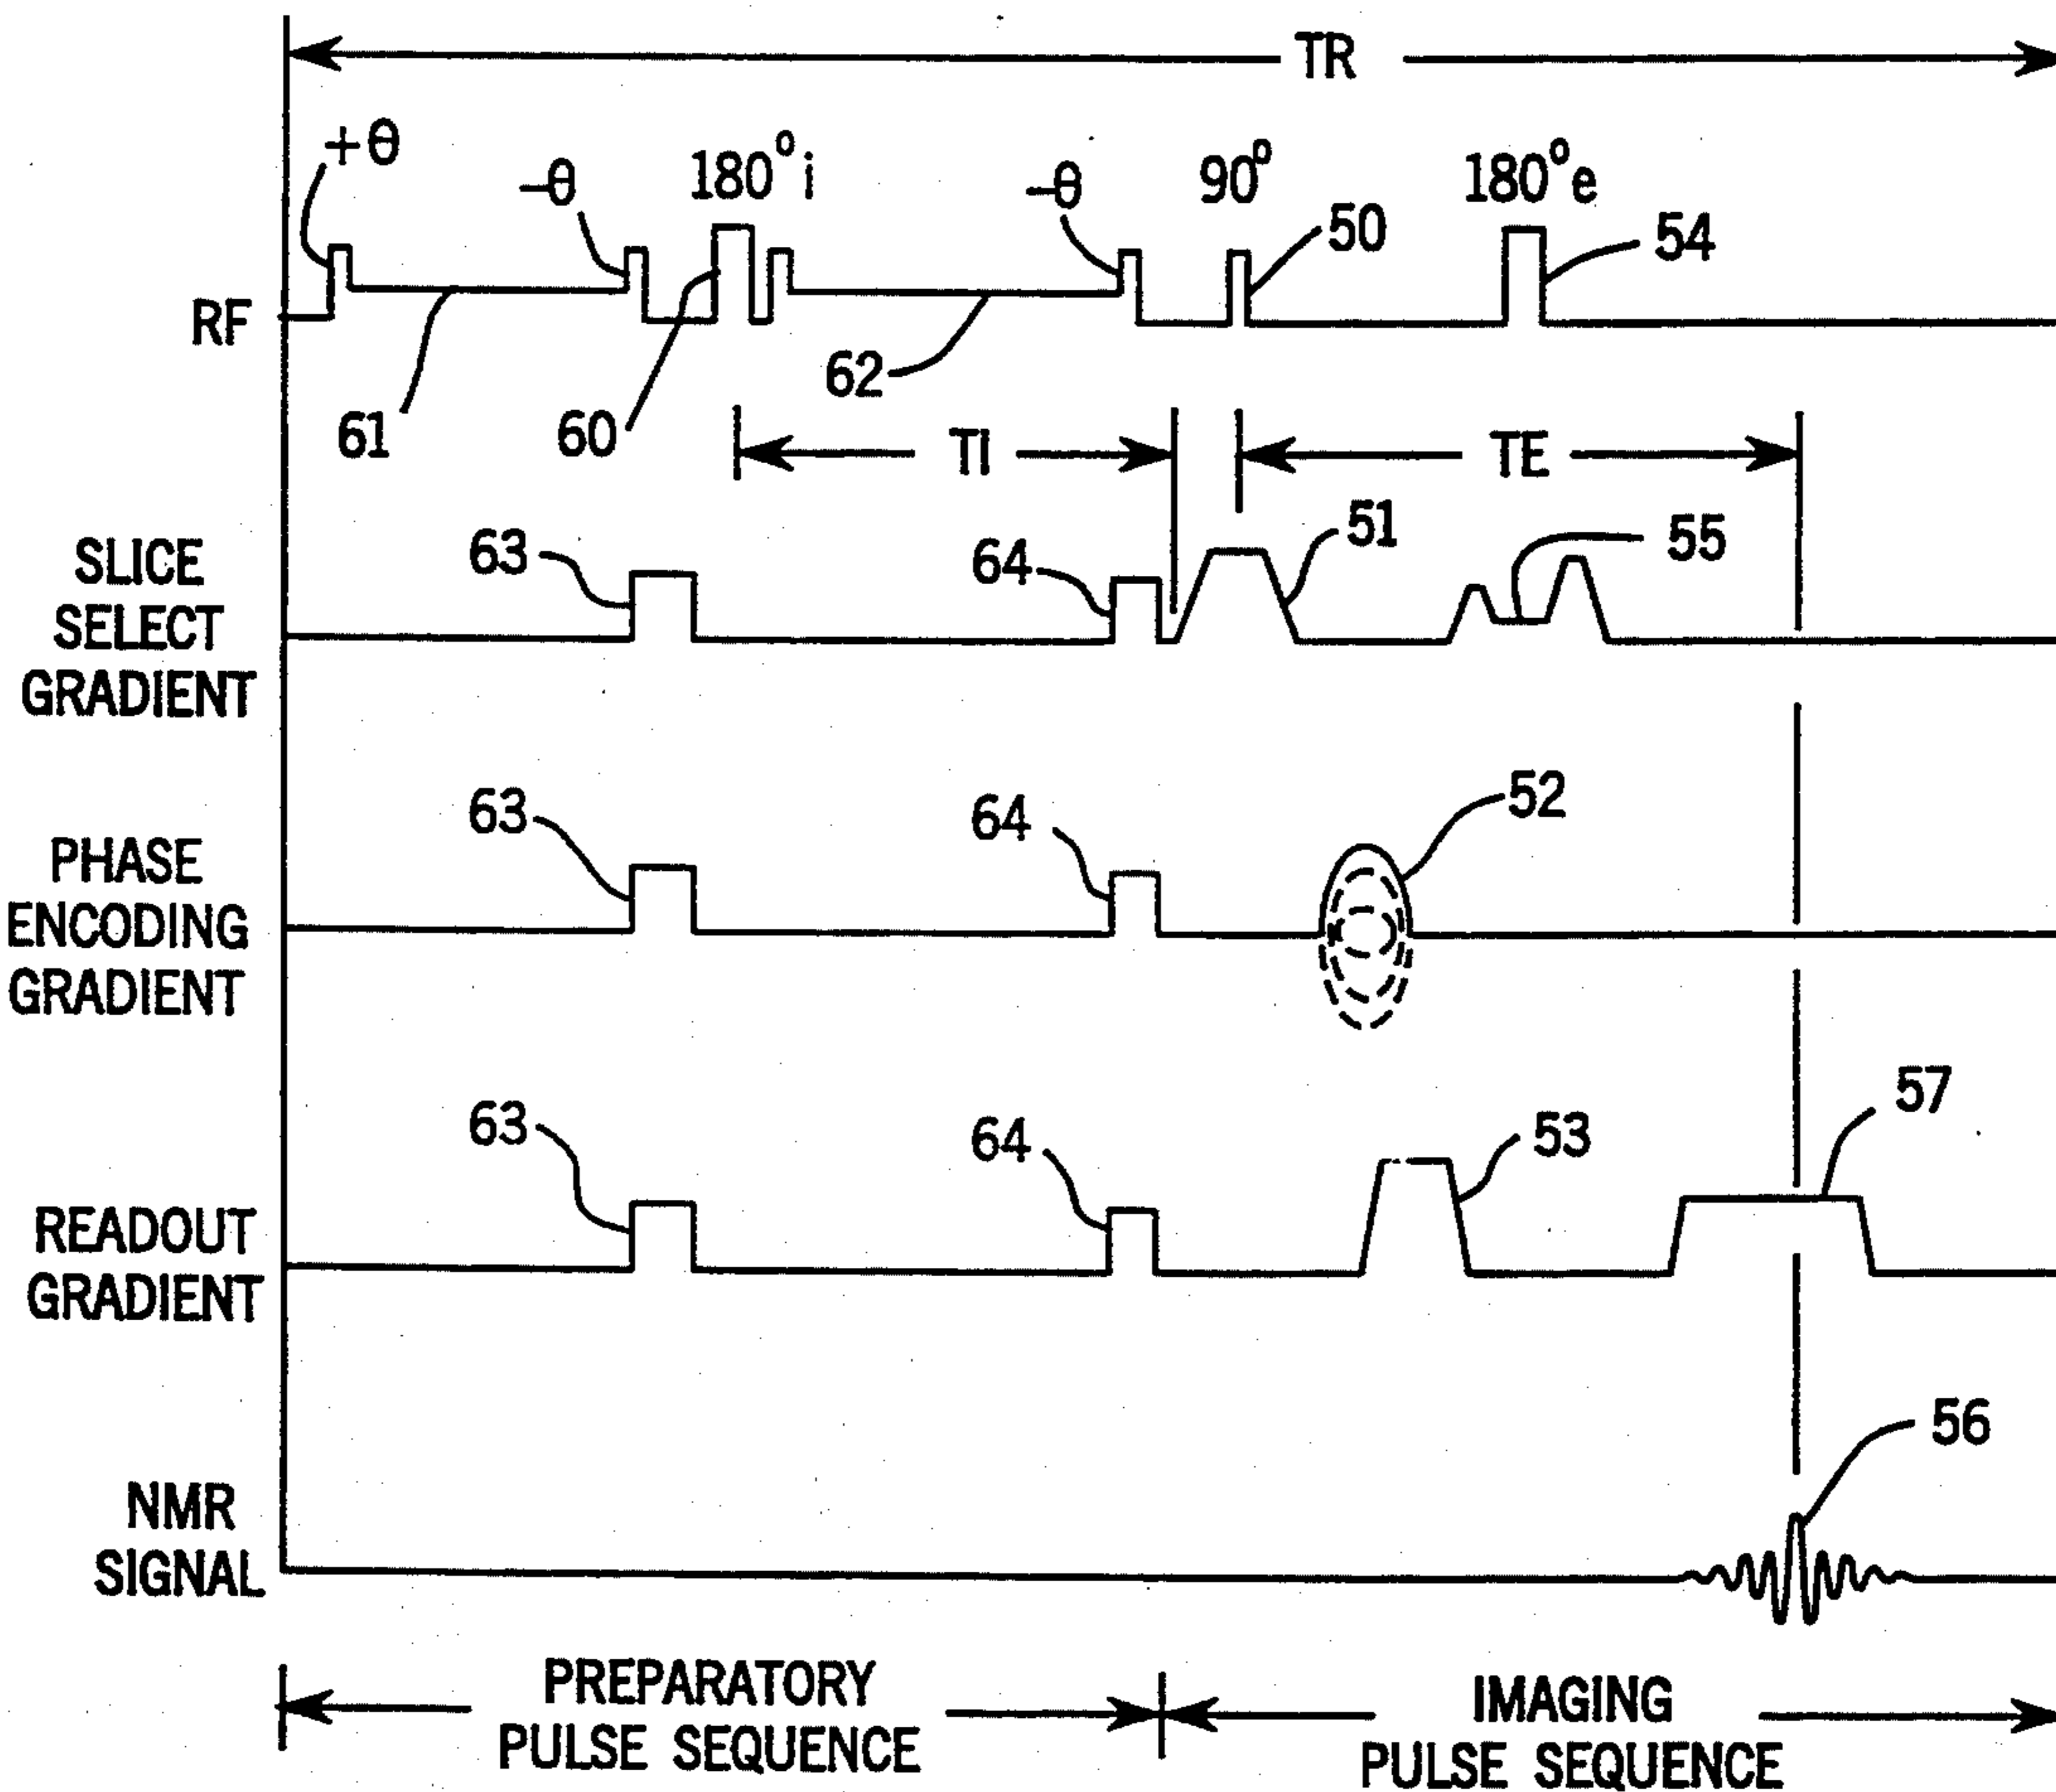 TR
+θ
-θ
180°i
-θ
90°
180°e
50
54
RF
61
60
62
TI
TE
SLICE
SELECT
GRADIENT
63
64
51
55
PHASE
ENCODING
GRADIENT
63
64
52
READOUT
GRADIENT
63
64
53
57
NMR
SIGNAL
56
PREPARATORY
PULSE SEQUENCE
IMAGING
PULSE SEQUENCE